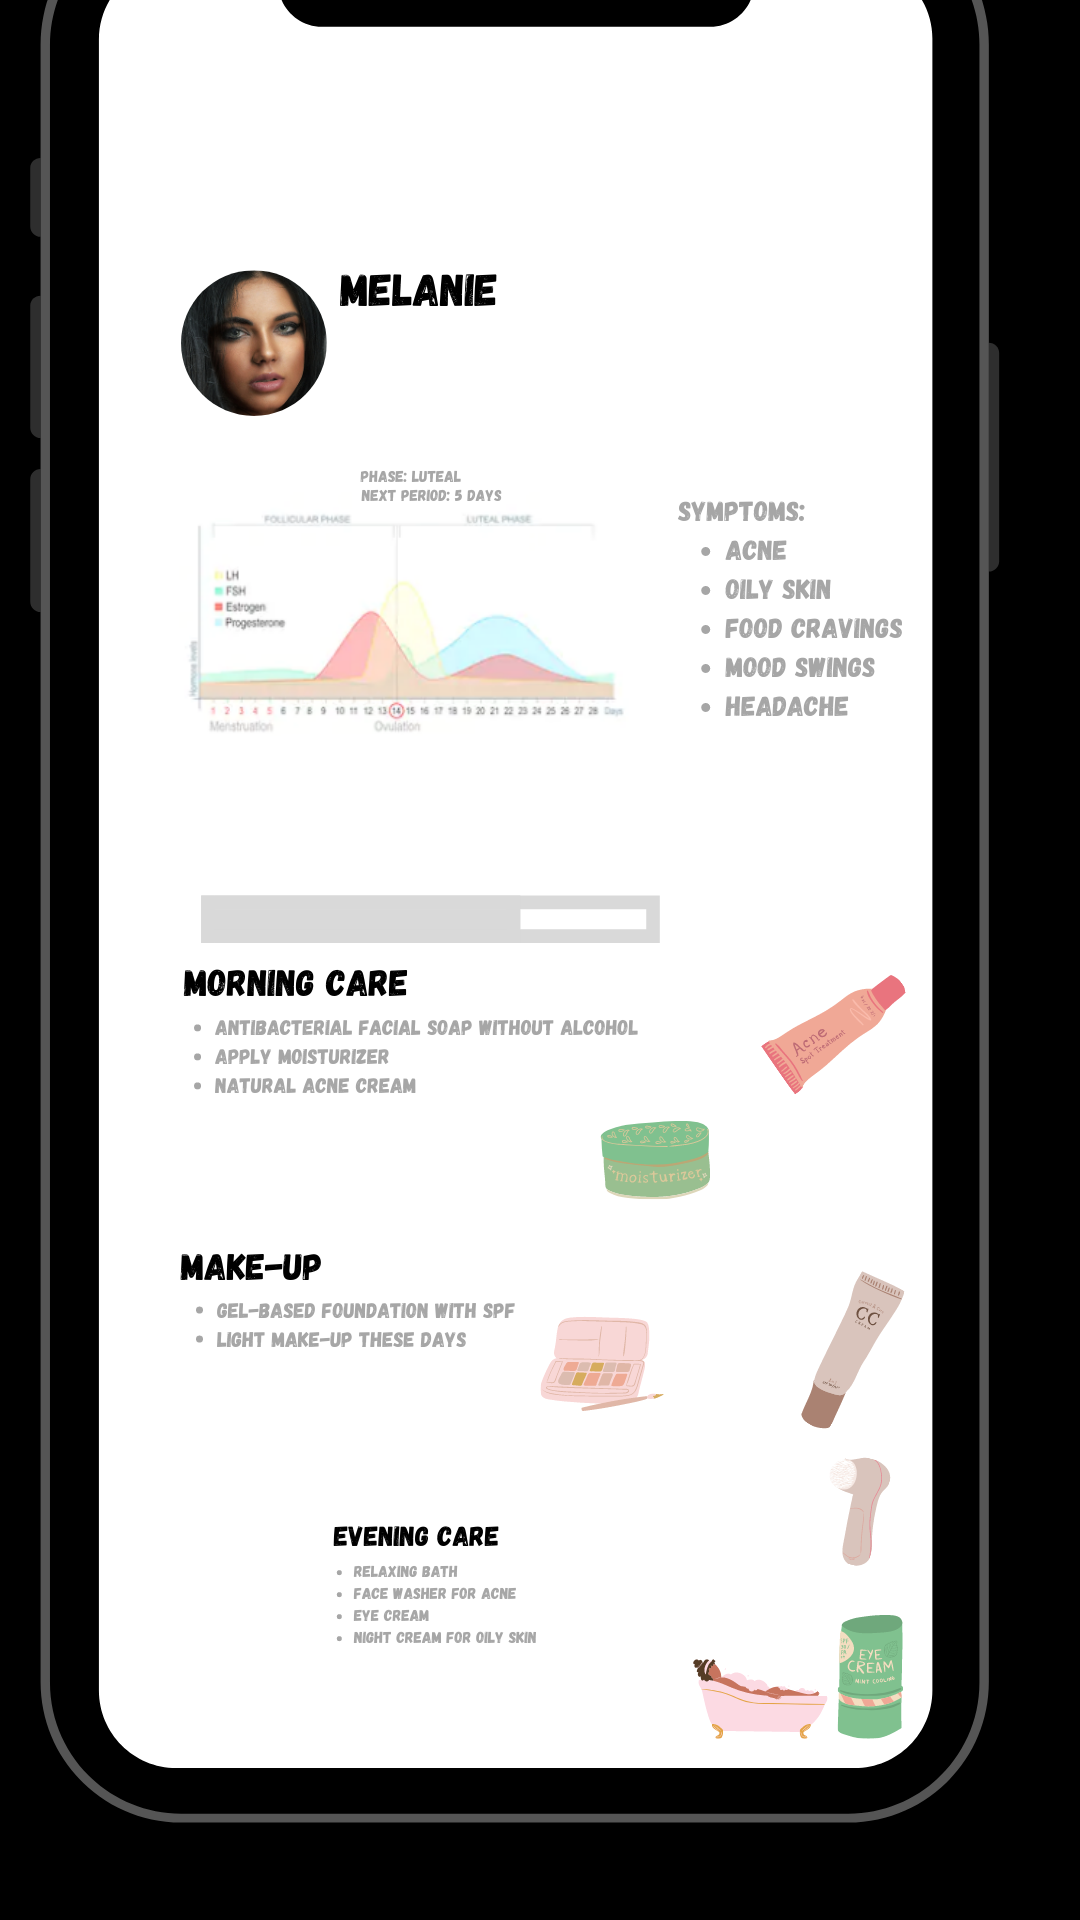 MELANIE
PHASE: LUTEAL
NEXT PERIOD: 5 DAYS
FOLLICULAR PHASE
LUTEAL PHASE
LH
FSH
Estrogen
Progesterone
Hormone levels
1 2 3 4 5 6 7 8 9 10 11 12 13 14 15 16 17 18 19 20 21 22 23 24 25 26 27 28 Days
Menstruation
Ovulation
SYMPTOMS:
ACNE
OILY SKIN
FOOD CRAVINGS
MOOD SWINGS
HEADACHE
MORNING CARE
ANTIBACTERIAL FACIAL SOAP WITHOUT ALCOHOL
APPLY MOISTURIZER
NATURAL ACNE CREAM
Acne
Spot Treatment
moisturizer
MAKE-UP
GEL-BASED FOUNDATION WITH SPF
LIGHT MAKE-UP THESE DAYS
CC
CREAM
EVENING CARE
RELAXING BATH
FACE WASHER FOR ACNE
EYE CREAM
NIGHT CREAM FOR OILY SKIN
EYE
CREAM
MINT COOLING